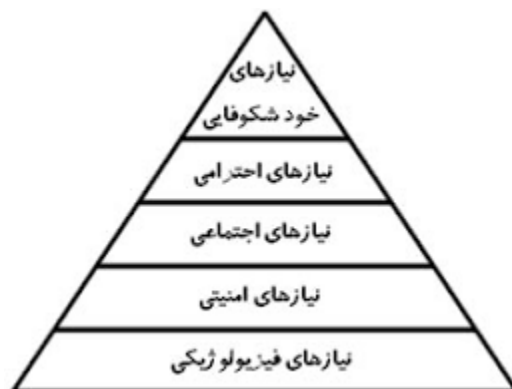 نیازهای
خود شکوفایی
نیازهای احترامی
نیازهای اجتماعی
نیازهای امنیتی
نیازهای فیزیولوژیکی